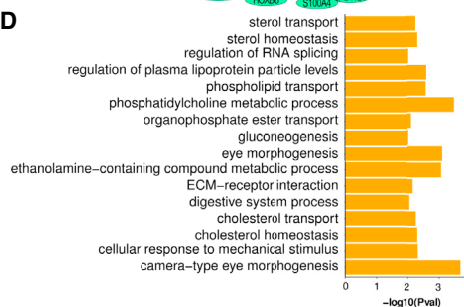 HOXB6 S100A4
D
sterol transport
sterol homeostasis
regulation of RNA splicing
regulation of plasma lipoprotein particle levels
phospholipid transport
phosphatidylcholine metabolic process
organophosphate ester transport
gluconeogenesis
eye morphogenesis
ethanolamine−containing compound metabolic process
ECM−receptor interaction
digestive system process
cholesterol transport
cholesterol homeostasis
cellular response to mechanical stimulus
camera−type eye morphogenesis
0 1 2 3
−log10(Pval)